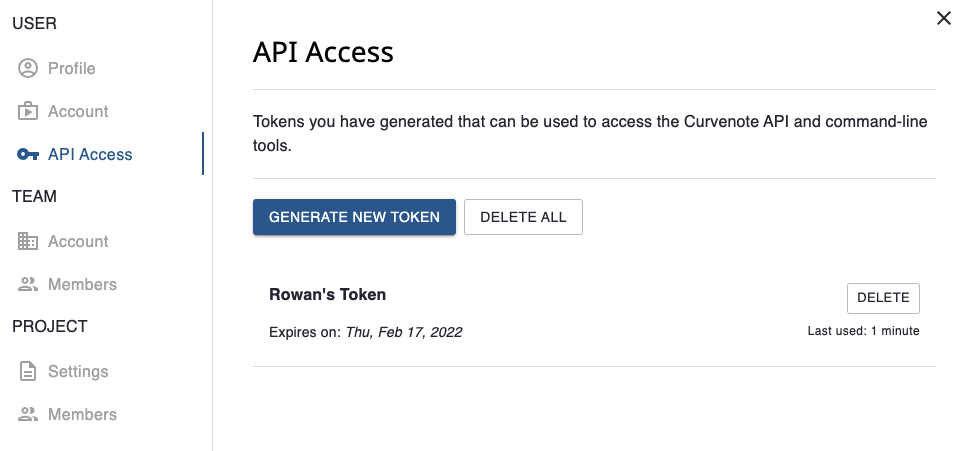 USER
Profile
Account
API Access
TEAM
Account
Members
PROJECT
Settings
Members
API Access
Tokens you have generated that can be used to access the Curvenote API and command-line
tools.
GENERATE NEW TOKEN
DELETE ALL
Rowan's Token
DELETE
Expires on: Thu, Feb 17, 2022
Last used: 1 minute